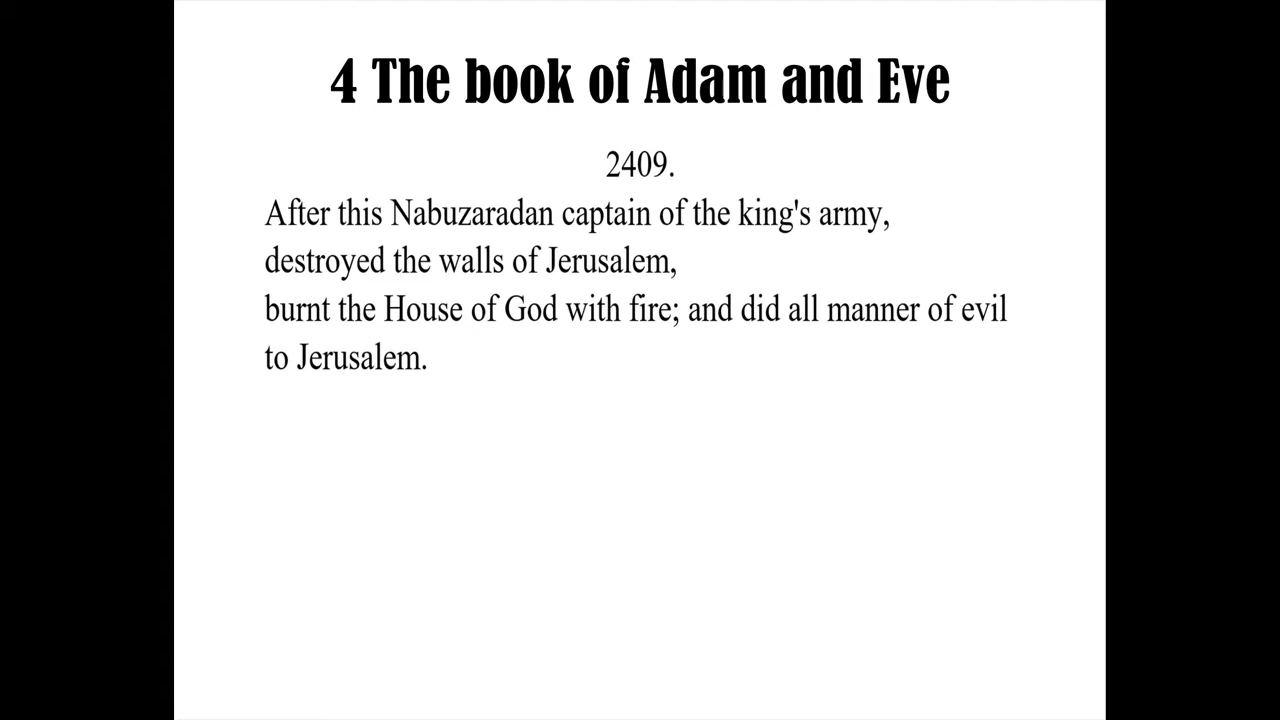 4 The book of Adam and Eve
2409.
After this Nabuzaradan captain of the king's army,
destroyed the walls of Jerusalem,
burnt the House of God with fire; and did all manner of evil
to Jerusalem.